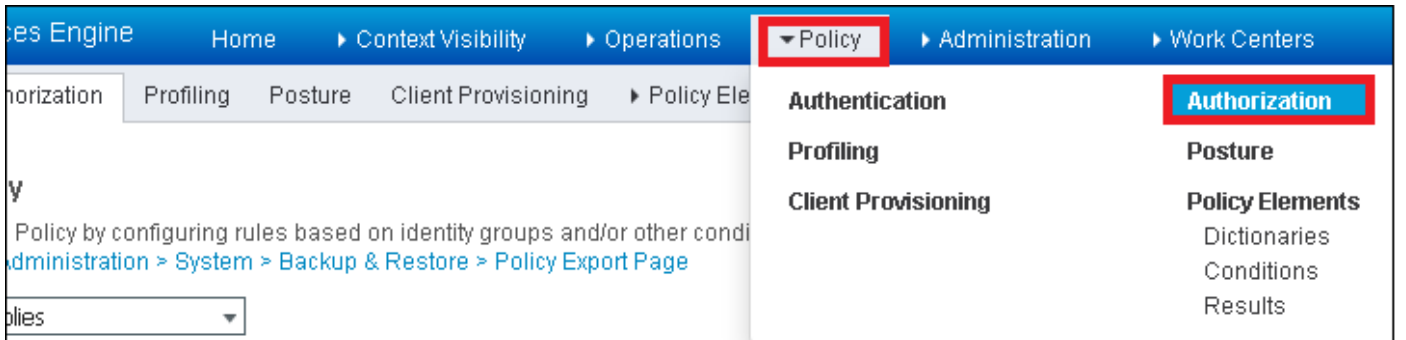 ces Engine Home Context Visibility Operations Policy Administration Work Centers
horization Profiling Posture Client Provisioning Policy Ele
Authentication Authorization
Profiling Posture
Client Provisioning Policy Elements
Dictionaries
Conditions
Results
y
Policy by configuring rules based on identity groups and/or other condi
Administration > System > Backup & Restore > Policy Export Page
plies